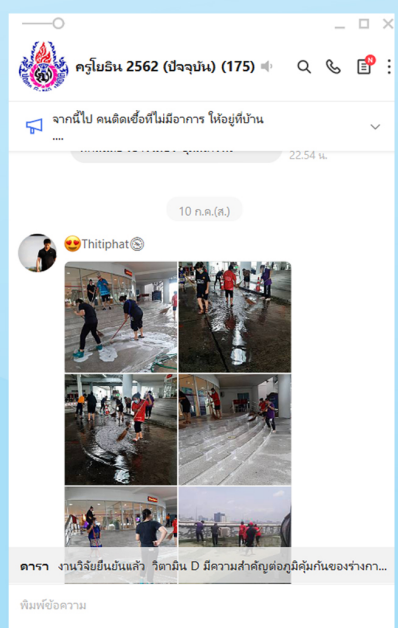 ครูโยธิน 2562 (ปัจจุบัน) (175)
N
จากนี้ไป คนติดเชื้อที่ไม่มีอาการ ให้อยู่ที่บ้าน
....
22.54 น.
10 ก.ค.(ส.)
Thitiphat
ดารา งานวิจัยยืนยันแล้ว วิตามิน D มีความสำคัญต่อภูมิคุ้มกันของร่างกา...
พิมพ์ข้อความ